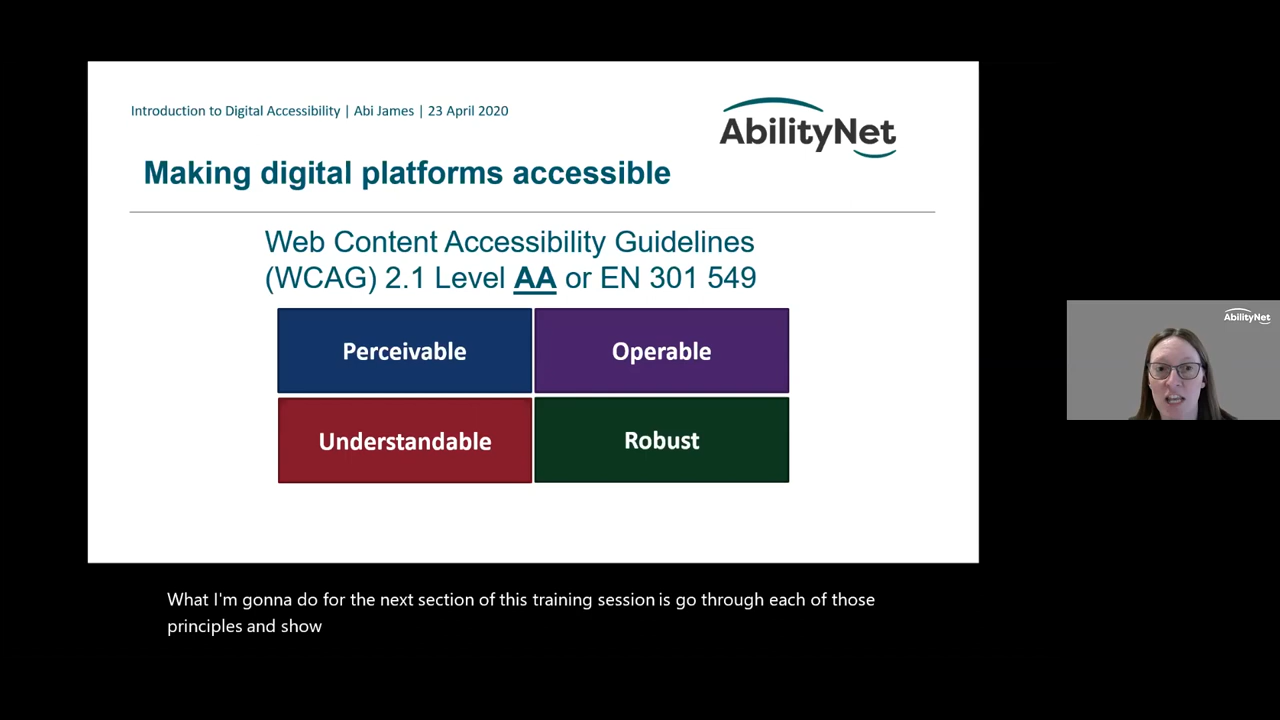 Introduction to Digital Accessibility | Abi James | 23 April 2020
AbilityNet
Making digital platforms accessible
Web Content Accessibility Guidelines
(WCAG) 2.1 Level AA or EN 301 549
Perceivable
Operable
Understandable
Robust
AbilityNet
What I'm gonna do for the next section of this training session is go through each of those
principles and show